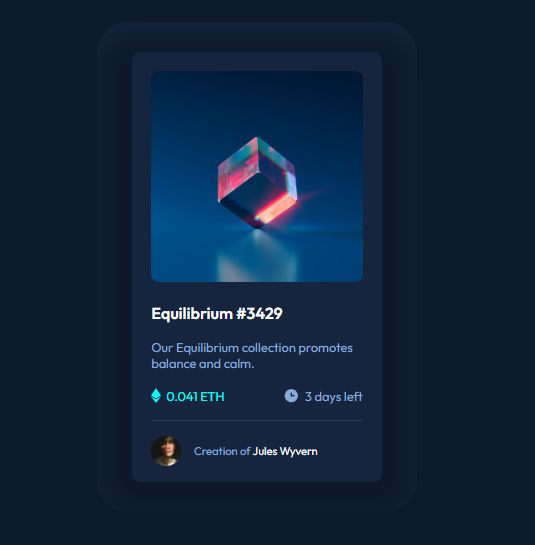 Equilibrium #3429
Our Equilibrium collection promotes
balance and calm.
0.041 ETH
3 days left
Creation of Jules Wyvern